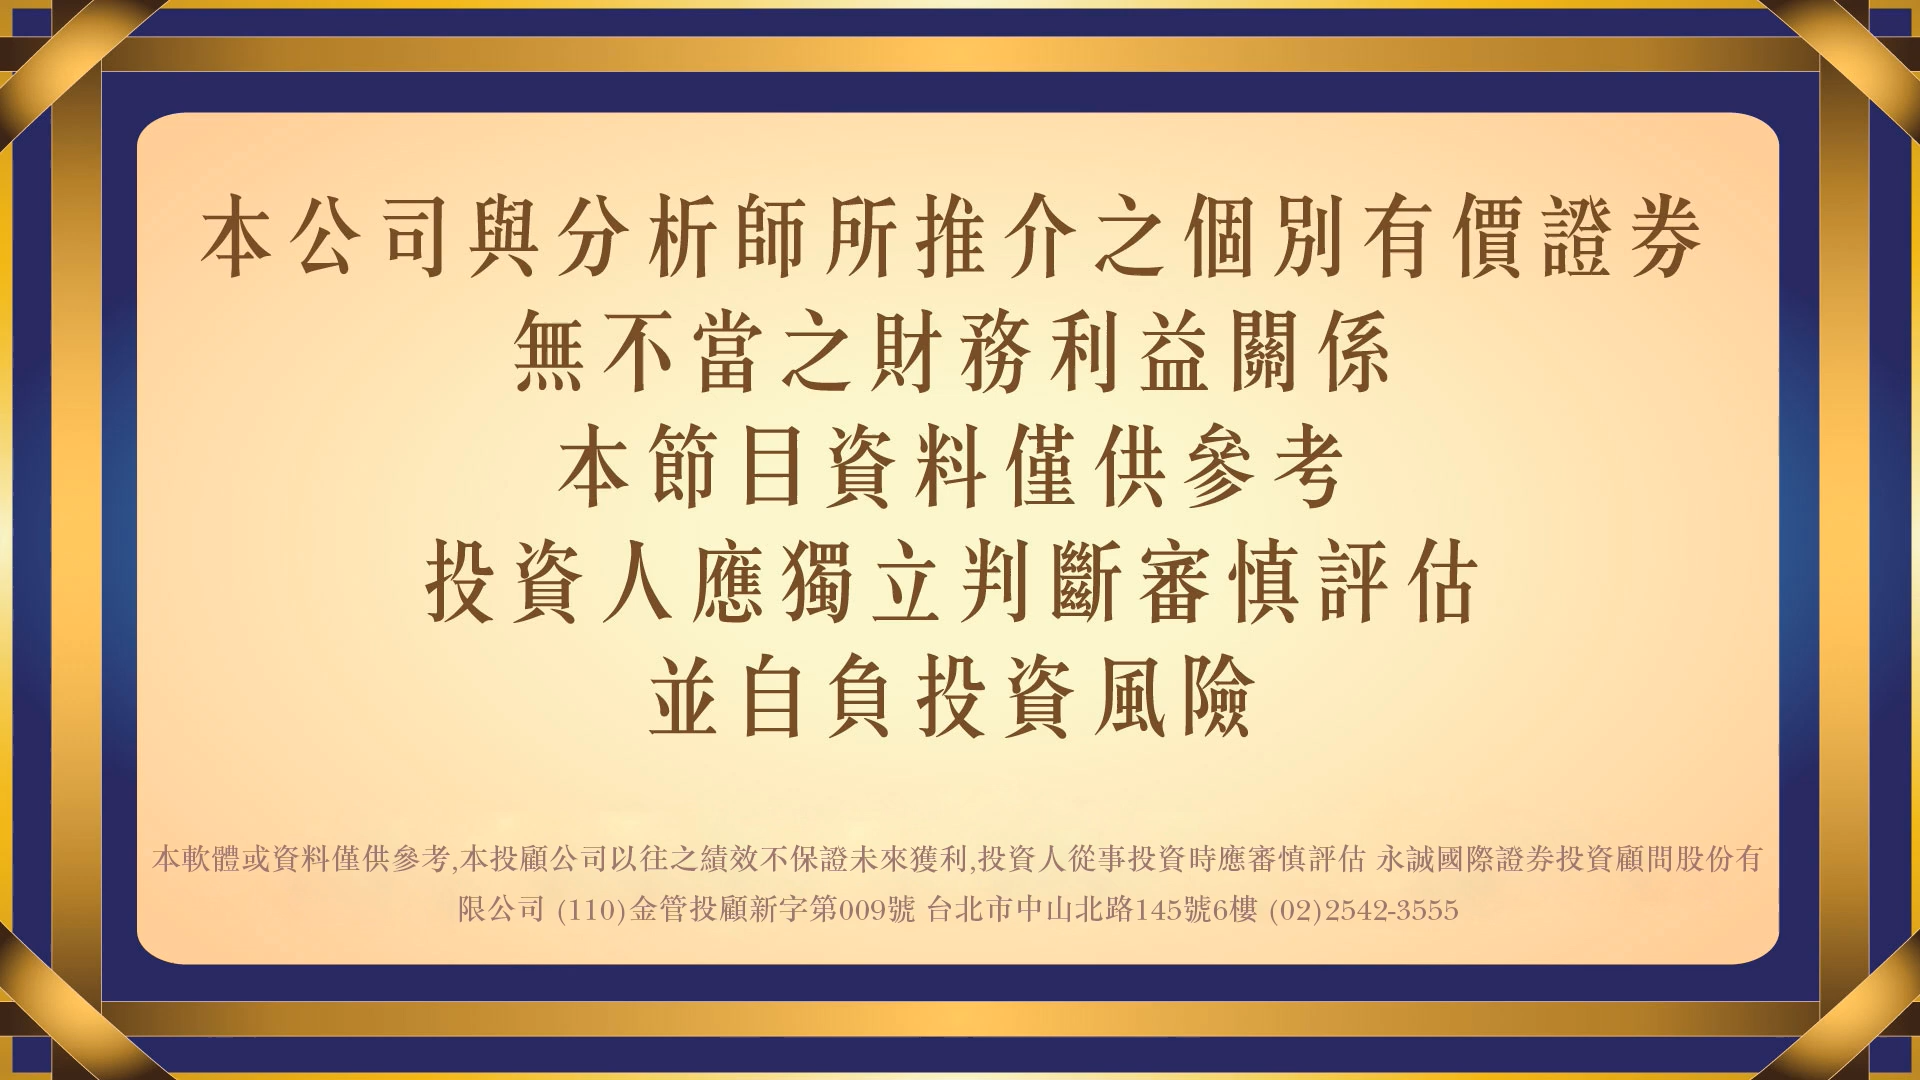 本公司與分析師所推介之個別有價證券
無不當之財務利益關係
本節目資料僅供參考
投資人應獨立判斷審慎評估
並自負投資風險
本軟體或資料僅供參考,本投顧公司以往之績效不保證未來獲利,投資人從事投資時應審慎評估 永誠國際證券投資顧問股份有
限公司 (110)金管投顧新字第009號 台北市中山北路145號6樓 (02)2542-3555